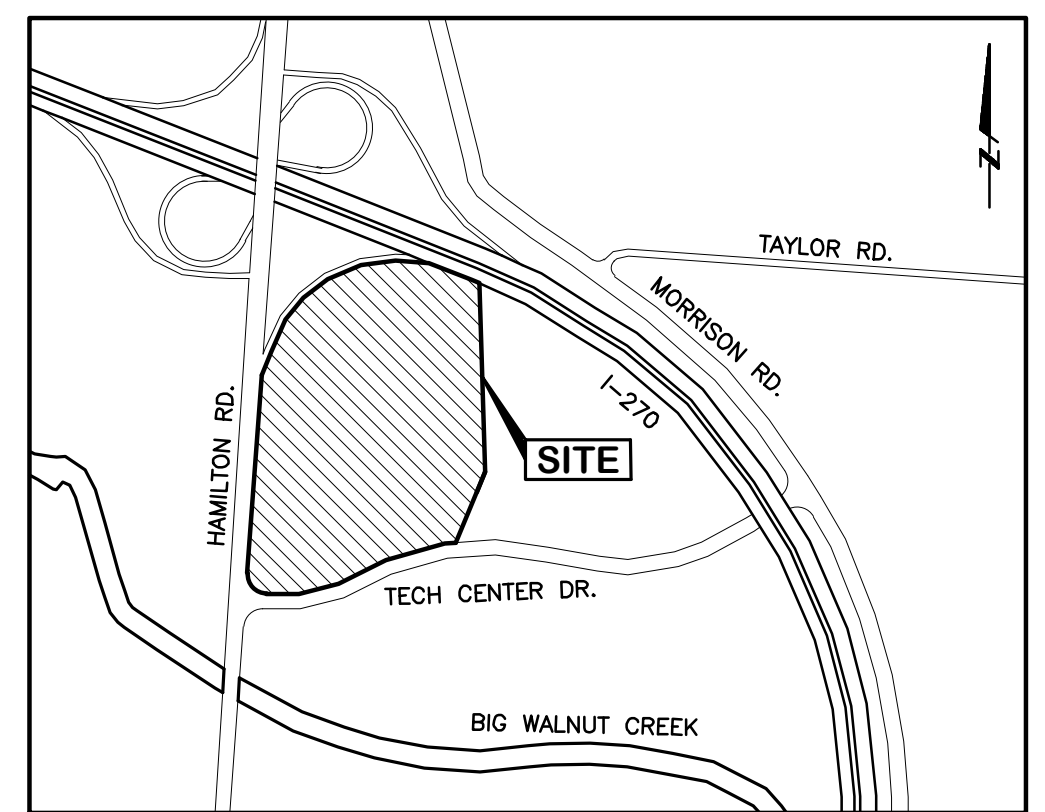 N
TAYLOR RD.
MORRISON RD.
I-270
HAMILTON RD.
SITE
TECH CENTER DR.
BIG WALNUT CREEK